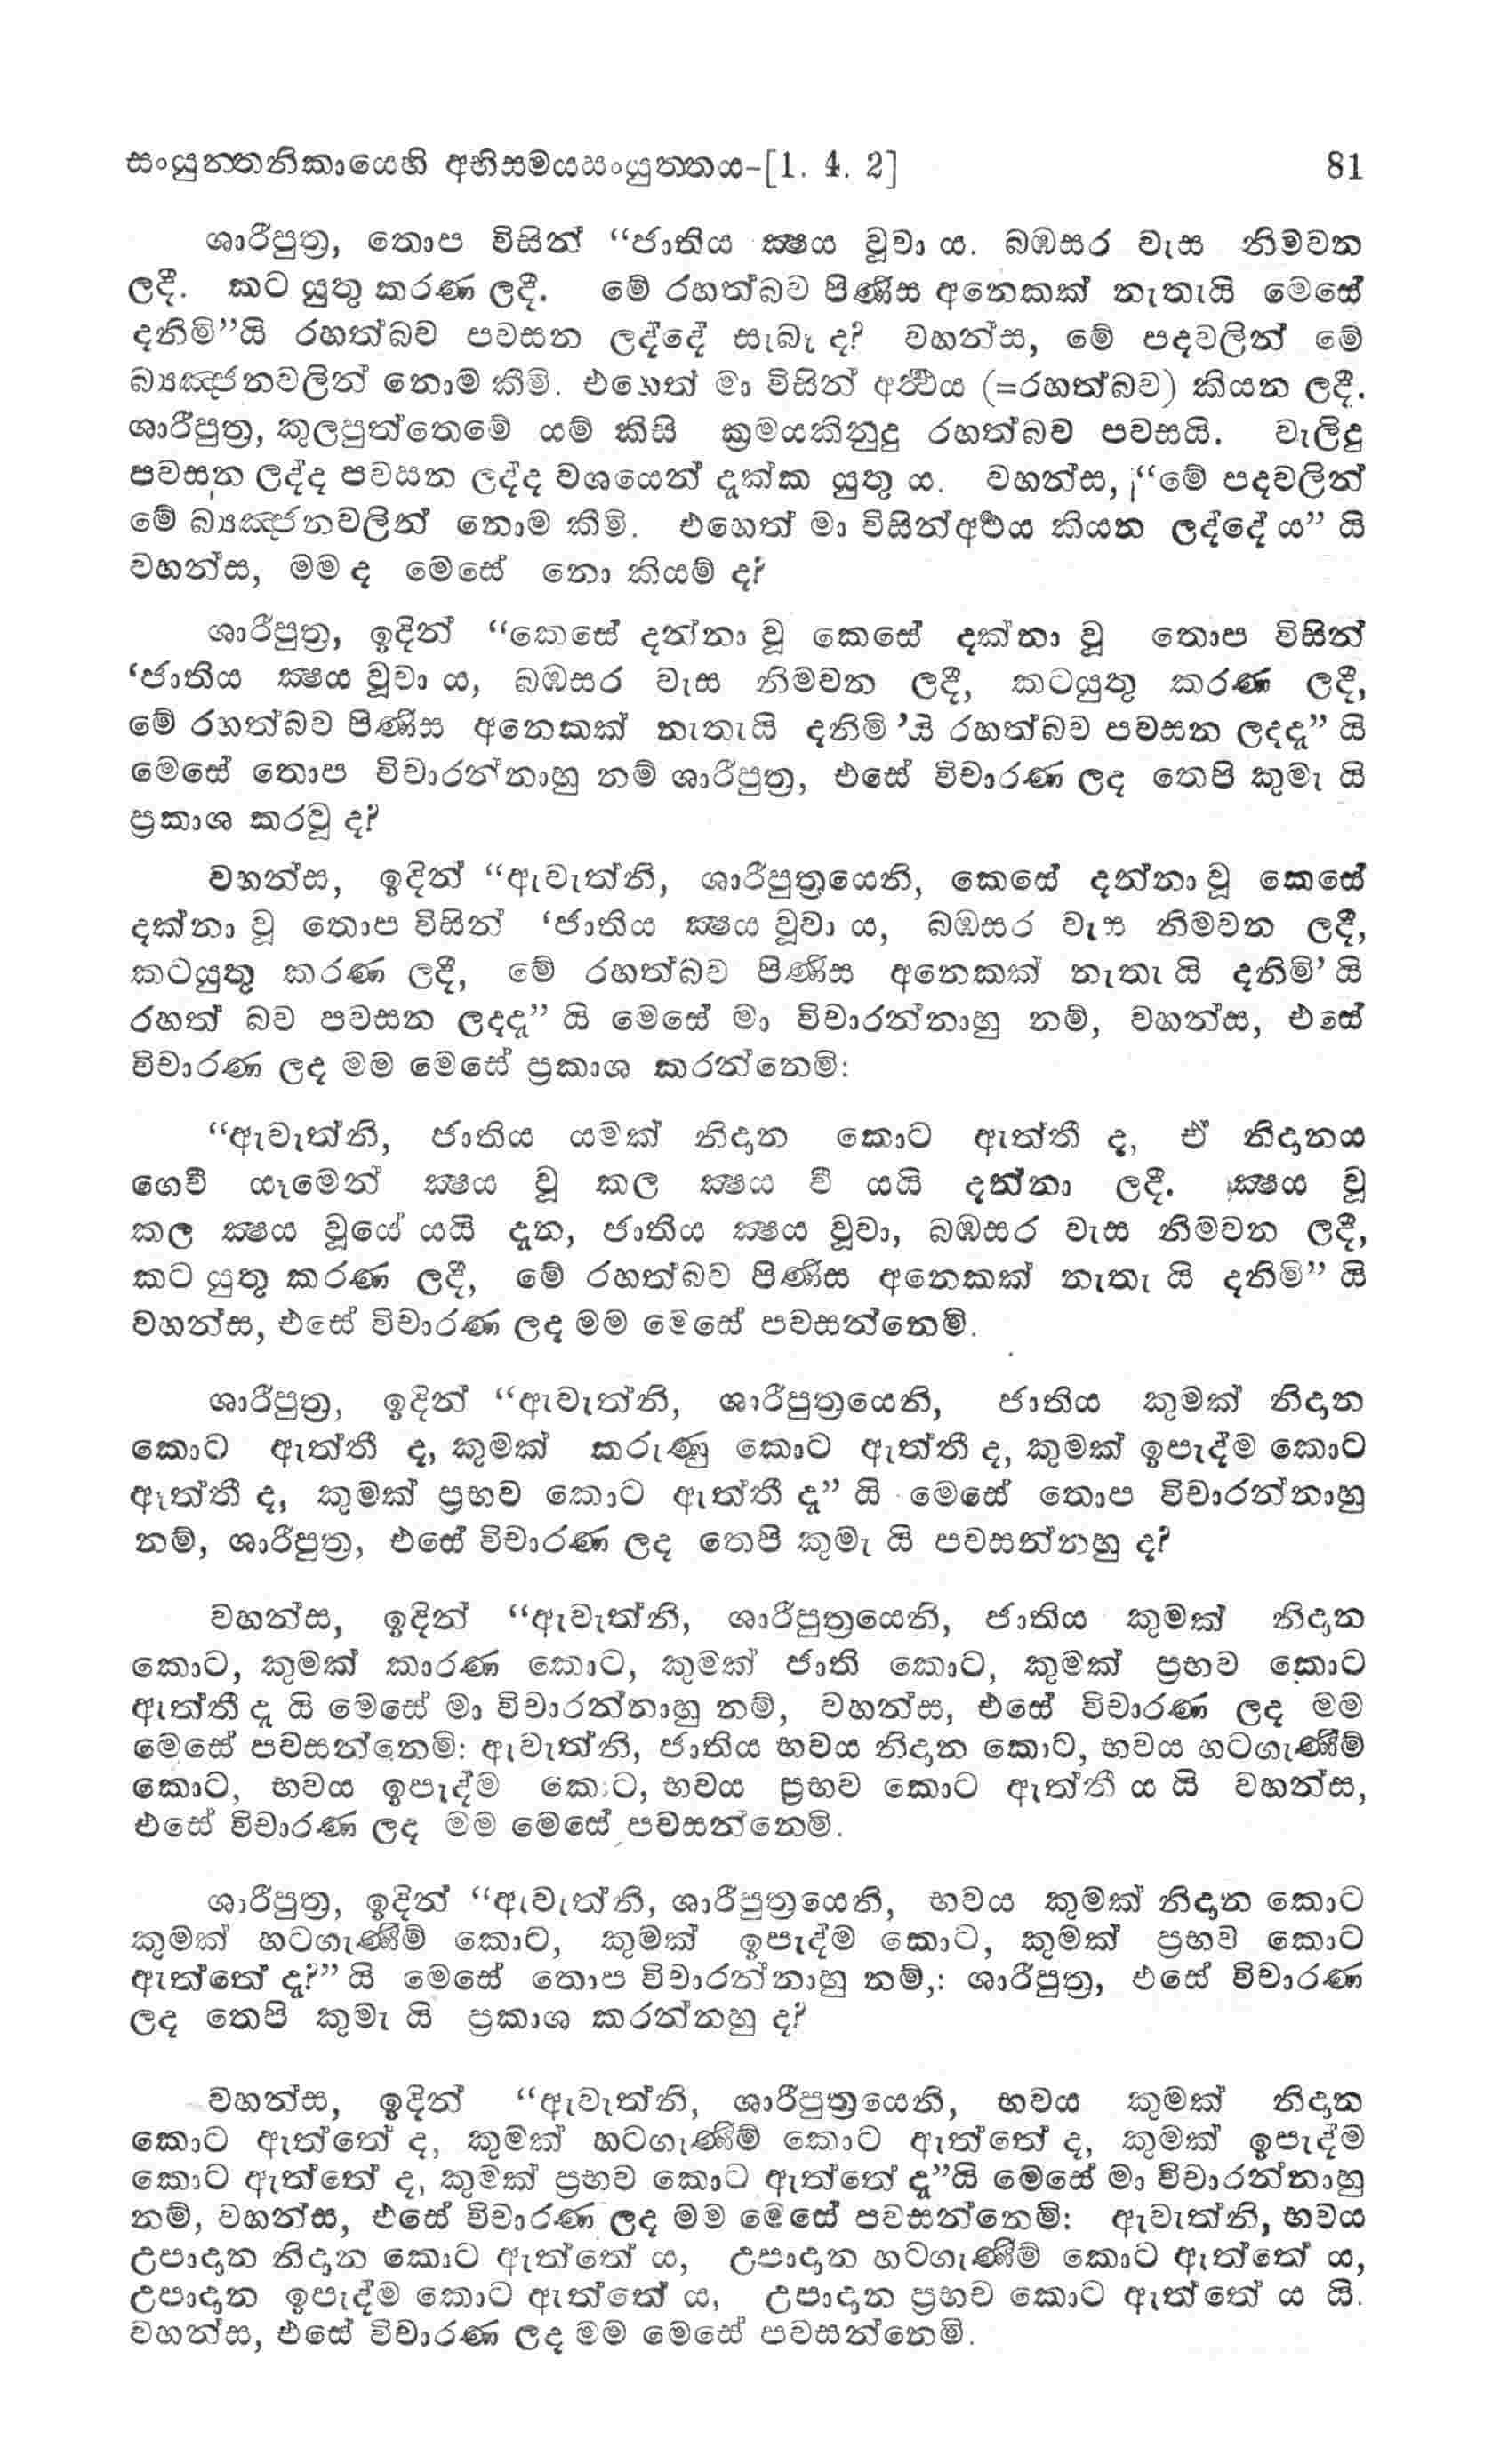 සංයුත්තනිකායෙහි අභිසමයසංයුත්තය-[1. 4. 2] 81
ශාරිපුත්‍ර, තොප විසින් “ජාතිය ක්‍ෂය වූවා ය. බඹසර වැස නිමවන
ලදී. කට යුතු කරණ ලදී. මේ රහත්බව පිණිස අනෙකක් නැතැයි මෙසේ
දනිමි”යි රහත්බව පවසන ලද්දේ සැබෑ ද? වහන්ස, මේ පදවලින් මේ
බ්‍යඤ්ජනවලින් නොම කීමි. එහෙත් මා විසින් අර්‍ථය (=රහත්බව) කියන ලදී.
ශාරිපුත්‍ර, කුලපුත්තෙමේ යම් කිසි ක්‍රමයකිනුදු රහත්බව පවසයි. වැලිදු
පවසන ලද්ද පවසන ලද්ද වශයෙන් දැක්ක යුතු ය. වහන්ස, “මේ පදවලින්
මේ බ්‍යඤ්ජනවලින් නොම කීමි. එහෙත් මා විසින්අර්‍ථය කියන ලද්දේ ය” යි
වහන්ස, මම ද මෙසේ නො කියම් ද?
ශාරිපුත්‍ර, ඉදින් “කෙසේ දන්නා වූ කෙසේ දක්නා වූ තොප විසින්
‘ජාතිය ක්‍ෂය වූවා ය, බඹසර වැස නිමවන ලදී, කටයුතු කරණ ලදී,
මේ රහත්බව පිණිස අනෙකක් නැතැයි දනිමි’යි රහත්බව පවසන ලදදැ” යි
මෙසේ තොප විචාරන්නාහු නම් ශාරිපුත්‍ර, එසේ විචාරණ ලද තෙපි කුමැ යි
ප්‍රකාශ කරවූ ද?
වහන්ස, ඉදින් “ඇවැත්නි, ශාරිපුත්‍රයෙනි, කෙසේ දන්නා වූ කෙසේ
දක්නා වූ තොප විසින් ‘ජාතිය ක්‍ෂය වූවා ය, බඹසර වැස නිමවන ලදී,
කටයුතු කරණ ලදී, මේ රහත්බව පිණිස අනෙකක් නැතැ යි දනිමි’ යි
රහත් බව පවසන ලදදැ” යි මෙසේ මා විචාරන්නාහු නම්, වහන්ස, එසේ
විචාරණ ලද මම මෙසේ ප්‍රකාශ කරන්නෙමි:
“ඇවැත්නි, ජාතිය යමක් නිදාන කොට ඇත්තී ද, ඒ නිදානය
ගෙවී යෑමෙන් ක්‍ෂය වූ කල ක්‍ෂය වී යයි දන්නා ලදී. ක්‍ෂය වූ
කල ක්‍ෂය වූයේ යයි දැන, ජාතිය ක්‍ෂය වූවා, බඹසර වැස නිමවන ලදී,
කට යුතු කරණ ලදී, මේ රහත්බව පිණිස අනෙකක් නැතැ යි දනිමි” යි
වහන්ස, එසේ විචාරණ ලද මම මෙසේ පවසන්නෙමි.
ශාරිපුත්‍ර, ඉදින් “ඇවැත්නි, ශාරිපුත්‍රයෙනි, ජාතිය කුමක් නිදාන
කොට ඇත්තී ද, කුමක් කරුණු කොට ඇත්තී ද, කුමක් ඉපැද්ම කොට
ඇත්තී ද, කුමක් ප්‍රභව කොට ඇත්තී දැ” යි මෙසේ තොප විචාරන්නාහු
නම්, ශාරිපුත්‍ර, එසේ විචාරණ ලද තෙපි කුමැ යි පවසන්නහු ද?
වහන්ස, ඉදින් “ඇවැත්නි, ශාරිපුත්‍රයෙනි, ජාතිය කුමක් නිදාන
කොට, කුමක් කාරණ කොට, කුමක් ජාති කොට, කුමක් ප්‍රභව කොට
ඇත්තී දැ යි මෙසේ මා විචාරන්නාහු නම්, වහන්ස, එසේ විචාරණ ලද මම
මෙසේ පවසන්නෙමි: ඇවැත්නි, ජාතිය භවය නිදාන කොට, භවය හටගැණීම්
කොට, භවය ඉපැද්ම කොට, භවය ප්‍රභව කොට ඇත්තී ය යි වහන්ස,
එසේ විචාරණ ලද මම මෙසේ පවසන්නෙමි.
ශාරිපුත්‍ර, ඉදින් “ඇවැත්නි, ශාරිපුත්‍රයෙනි, භවය කුමක් නිදාන කොට
කුමක් හටගැණීම් කොට, කුමක් ඉපැද්ම කොට, කුමක් ප්‍රභව කොට
ඇත්තේ දැ?” යි මෙසේ තොප විචාරන්නාහු නම්,: ශාරිපුත්‍ර, එසේ විචාරණ
ලද තෙපි කුමැ යි ප්‍රකාශ කරන්නහු ද?
වහන්ස, ඉදින් “ඇවැත්නි, ශාරිපුත්‍රයෙනි, භවය කුමක් නිදාන
කොට ඇත්තේ ද, කුමක් හටගැණීම් කොට ඇත්තේ ද, කුමක් ඉපැද්ම
කොට ඇත්තේ ද, කුමක් ප්‍රභව කොට ඇත්තේ දැ”යි මෙසේ මා විචාරන්නාහු
නම්, වහන්ස, එසේ විචාරණ ලද මම මෙසේ පවසන්නෙමි: ඇවැත්නි, භවය
උපාදාන නිදාන කොට ඇත්තේ ය, උපාදාන හටගැණීම් කොට ඇත්තේ ය,
උපාදාන ඉපැද්ම කොට ඇත්තේ ය, උපාදාන ප්‍රභව කොට ඇත්තේ ය යි.
වහන්ස, එසේ විචාරණ ලද මම මෙසේ පවසන්නෙමි.